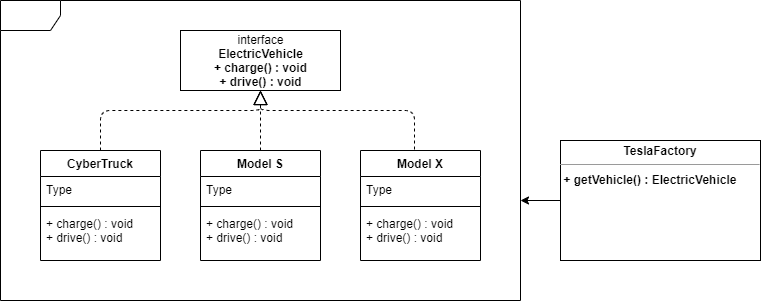 interface
ElectricVehicle
+ charge() : void
+ drive() : void
CyberTruck
Type
+ charge() : void
+ drive() : void
Model S
Type
+ charge() : void
+ drive() : void
Model X
Type
+ charge() : void
+ drive() : void
TeslaFactory
+ getVehicle() : ElectricVehicle